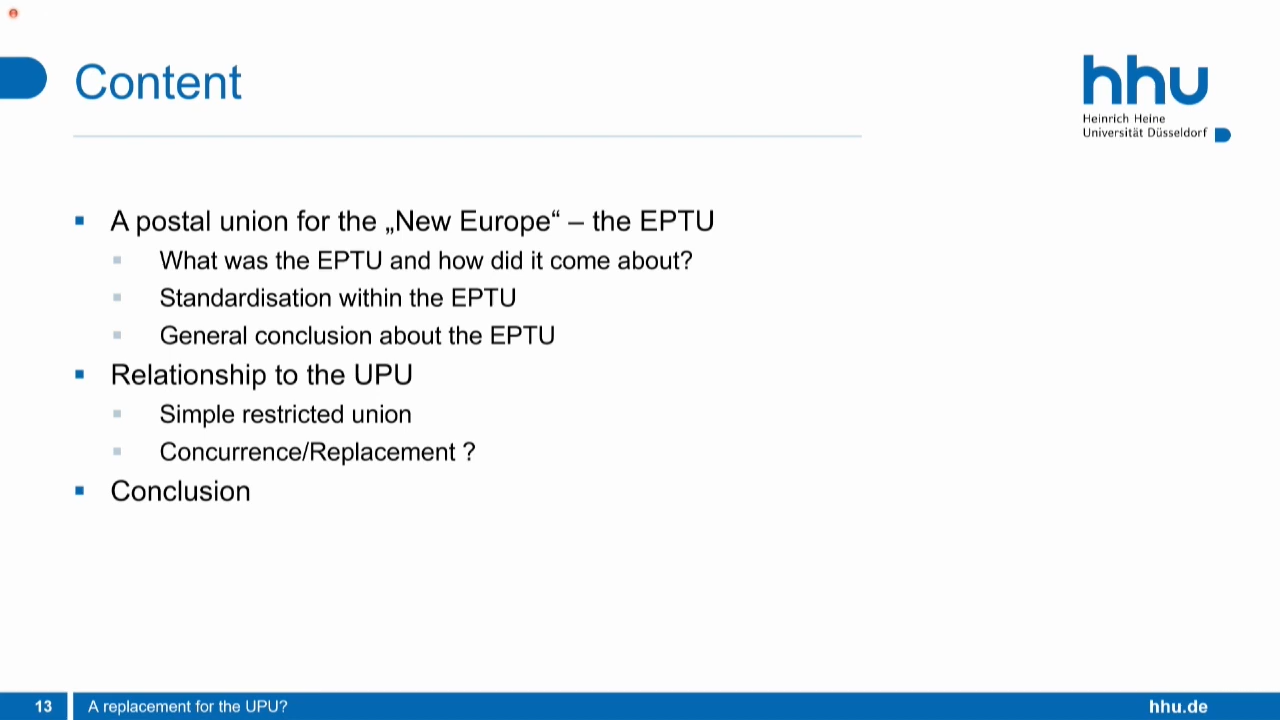 Content
hhu
Heinrich Heine
Universität Düsseldorf
A postal union for the „New Europe“ – the EPTU
What was the EPTU and how did it come about?
Standardisation within the EPTU
General conclusion about the EPTU
Relationship to the UPU
Simple restricted union
Concurrence/Replacement ?
Conclusion
13
A replacement for the UPU?
hhu.de